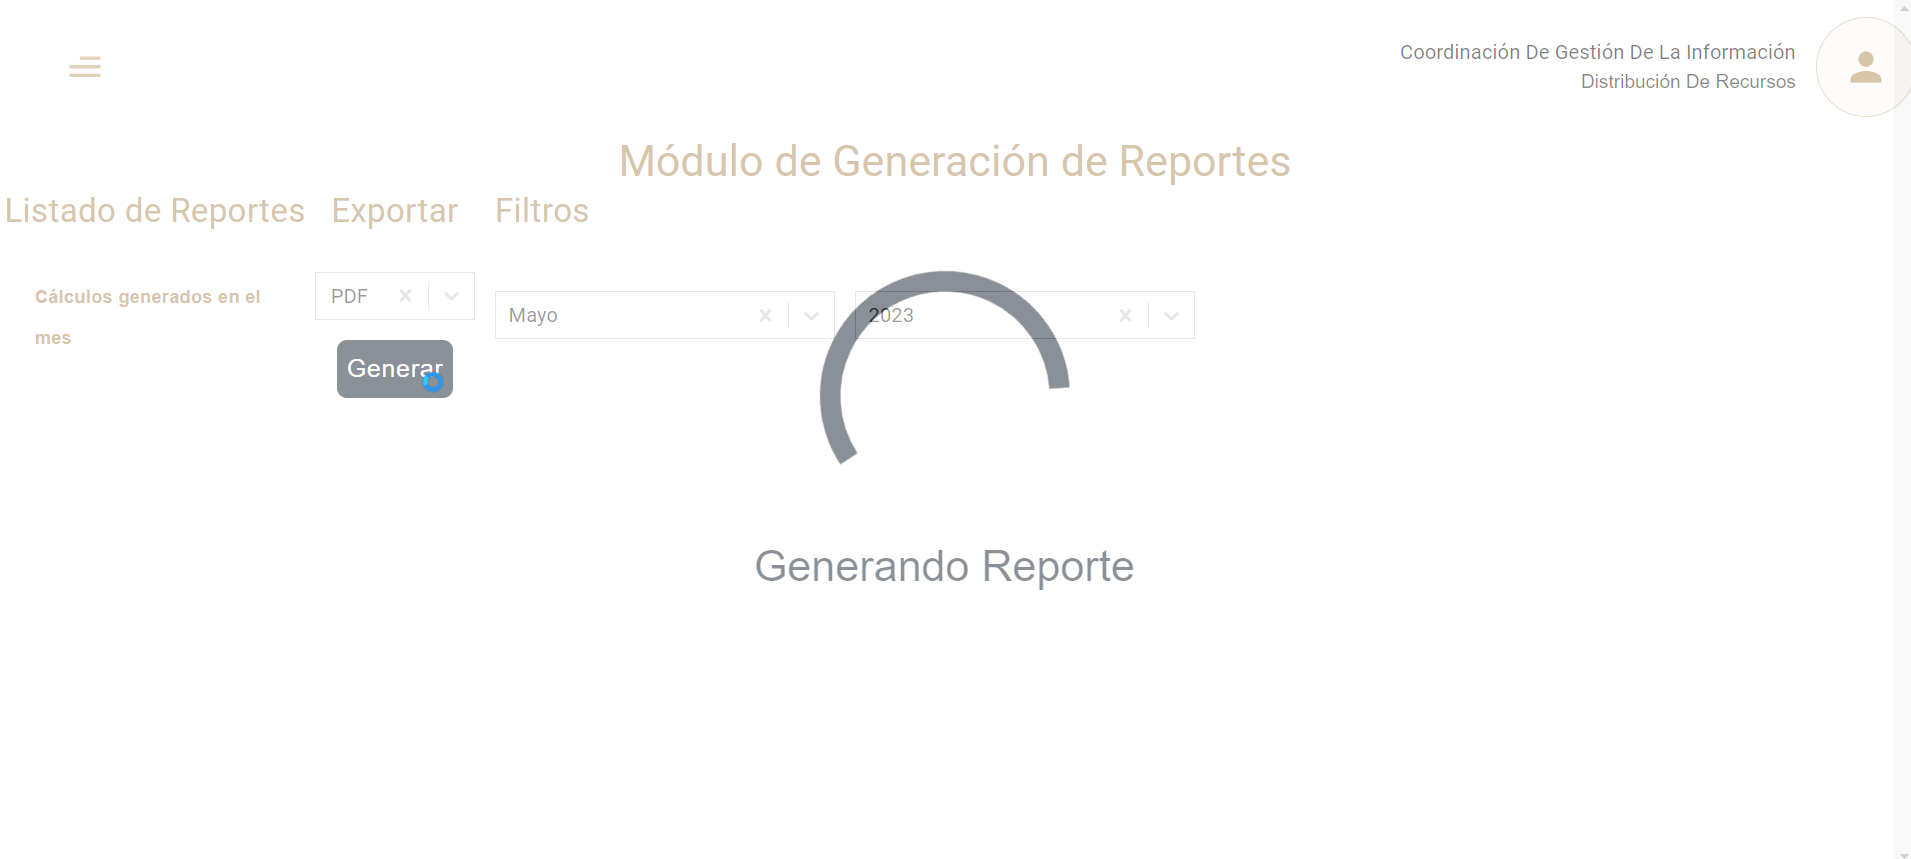 Coordinación De Gestión De La Información
Distribución De Recursos
Módulo de Generación de Reportes
Listado de Reportes
Exportar
Filtros
Cálculos generados en el
mes
PDF
Generar
Mayo
2023
Generando Reporte